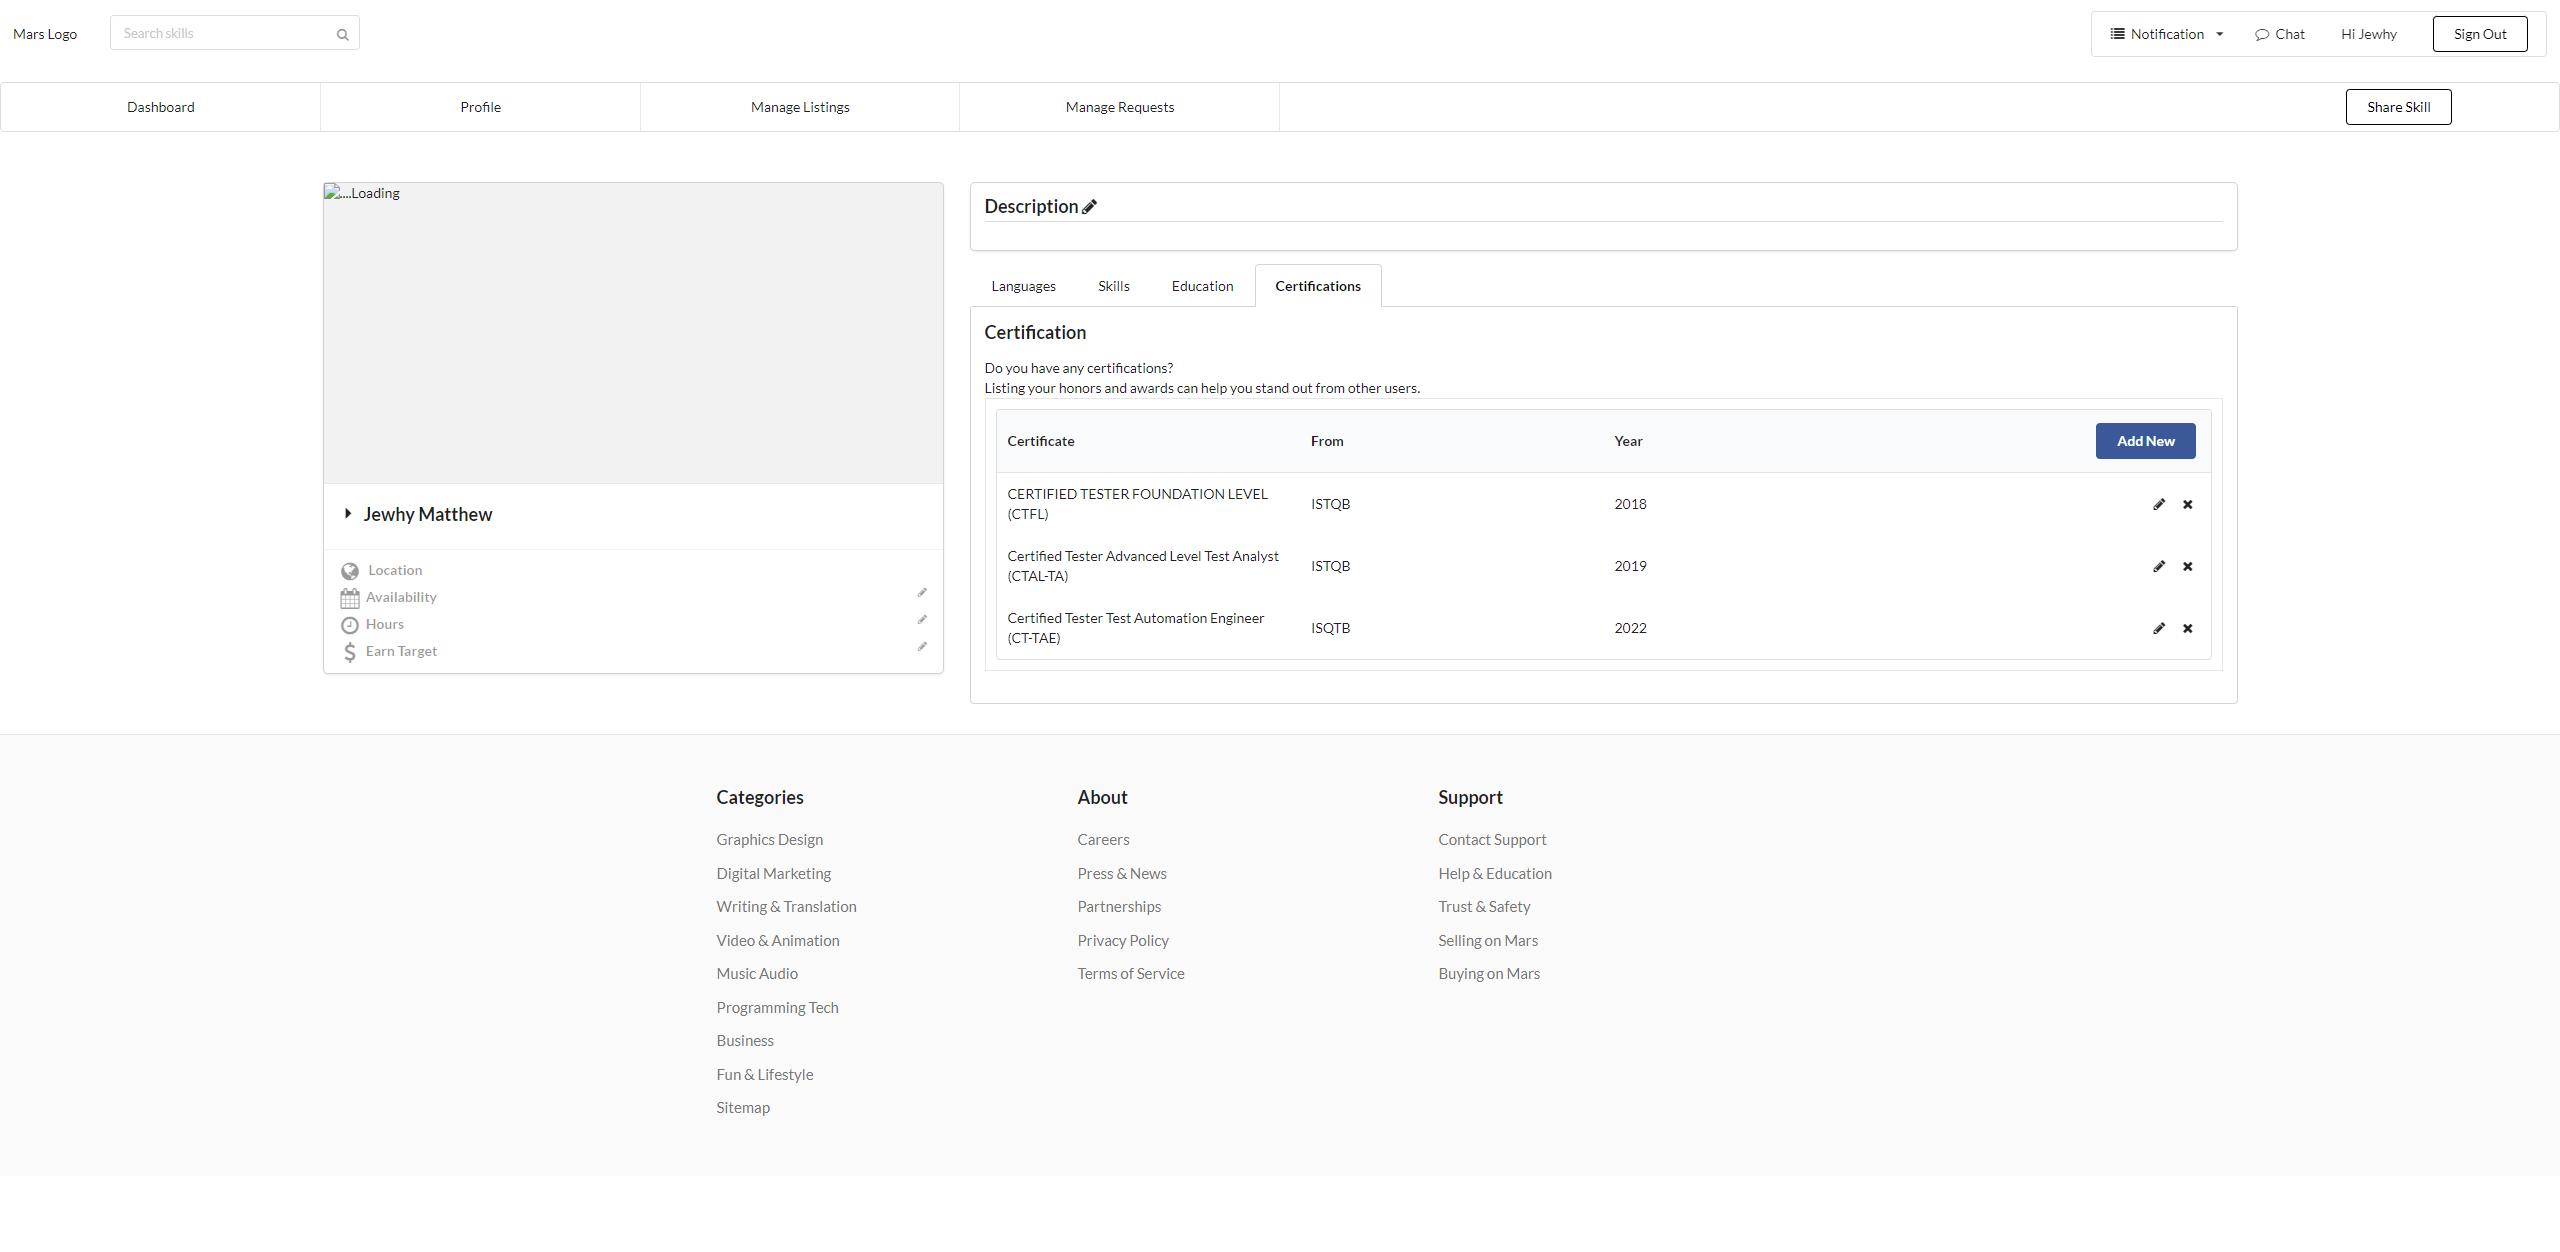 Mars Logo
Search skills
Notification
Chat
Hi Jewhy
Sign Out
Dashboard
Profile
Manage Listings
Manage Requests
Share Skill
....Loading
Jewhy Matthew
Location
Availability
Hours
Earn Target
Description
Languages
Skills
Education
Certifications
Certification
Do you have any certifications?
Listing your honors and awards can help you stand out from other users.
Certificate From Year Add New
CERTIFIED TESTER FOUNDATION LEVEL
(CTFL)
ISTQB
2018
Certified Tester Advanced Level Test Analyst
(CTAL-TA)
ISTQB
2019
Certified Tester Test Automation Engineer
(CT-TAE)
ISQTB
2022
Categories
Graphics Design
Digital Marketing
Writing & Translation
Video & Animation
Music Audio
Programming Tech
Business
Fun & Lifestyle
Sitemap
About
Careers
Press & News
Partnerships
Privacy Policy
Terms of Service
Support
Contact Support
Help & Education
Trust & Safety
Selling on Mars
Buying on Mars